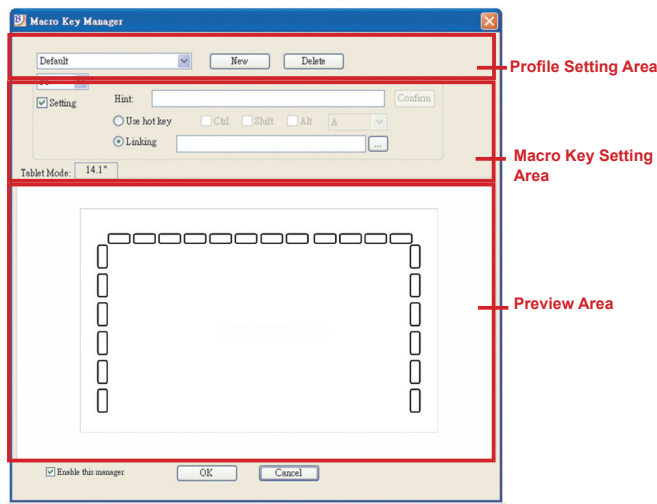 Macro Key Manager
Default
New
Delete
Profile Setting Area
Setting
Hint:
Confirm
Use hot key
Ctrl
Shift
Alt
A
Linking
...
Macro Key Setting
Area
Tablet Mode:
14.1"
Preview Area
Enable this manager
OK
Cancel